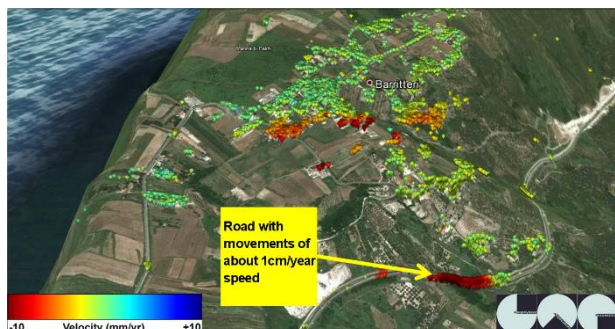 Barritteri
Road with
movements of
about 1cm/year
speed
-10 Velocity (mm/yr) +10